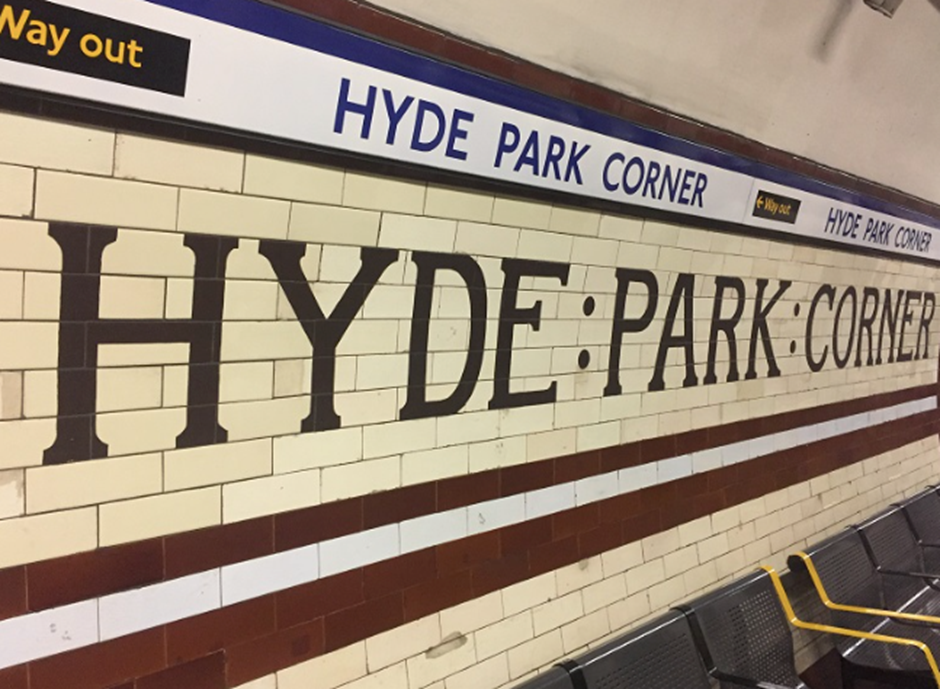 Way out
HYDE PARK CORNER
← Way out
HYDE PARK CORNER
HYDE : PARK : CORNER